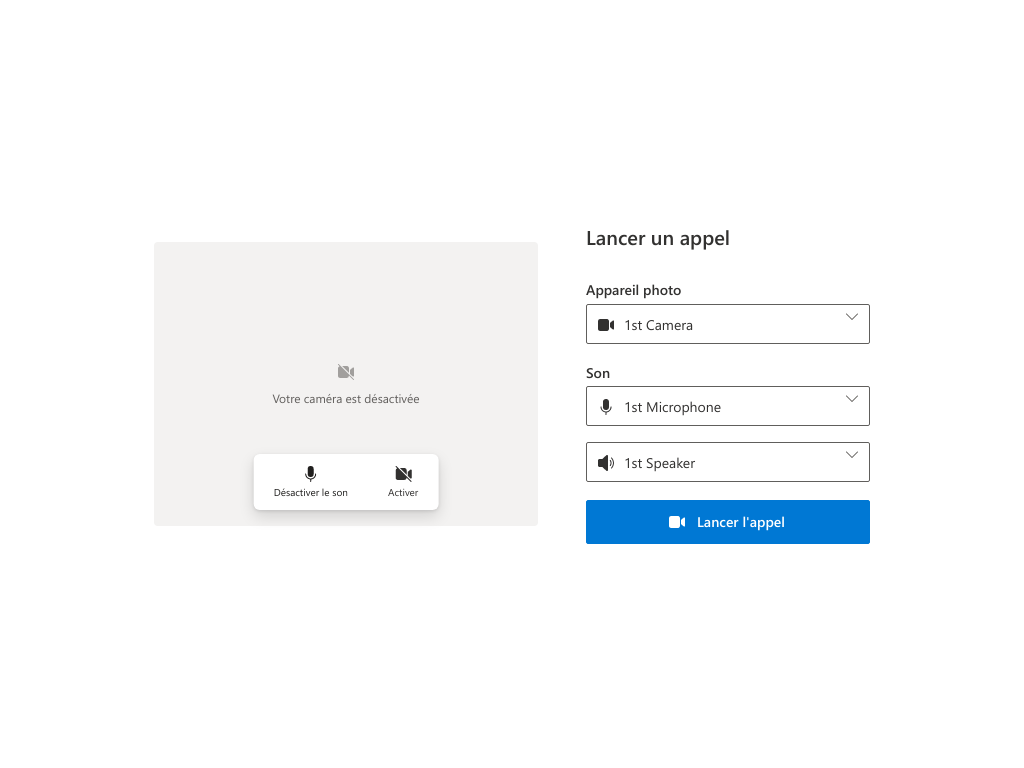 Votre caméra est désactivée
Désactiver le son
Activer
Lancer un appel
Appareil photo
1st Camera
Son
1st Microphone
1st Speaker
Lancer l'appel